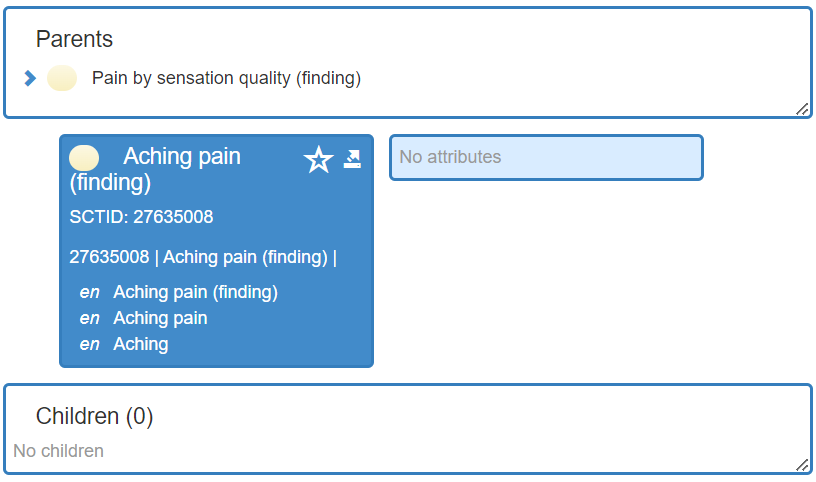 Parents
Pain by sensation quality (finding)
Aching pain
(finding)
SCTID: 27635008
27635008 | Aching pain (finding) |
en Aching pain (finding)
en Aching pain
en Aching
No attributes
Children (0)
No children